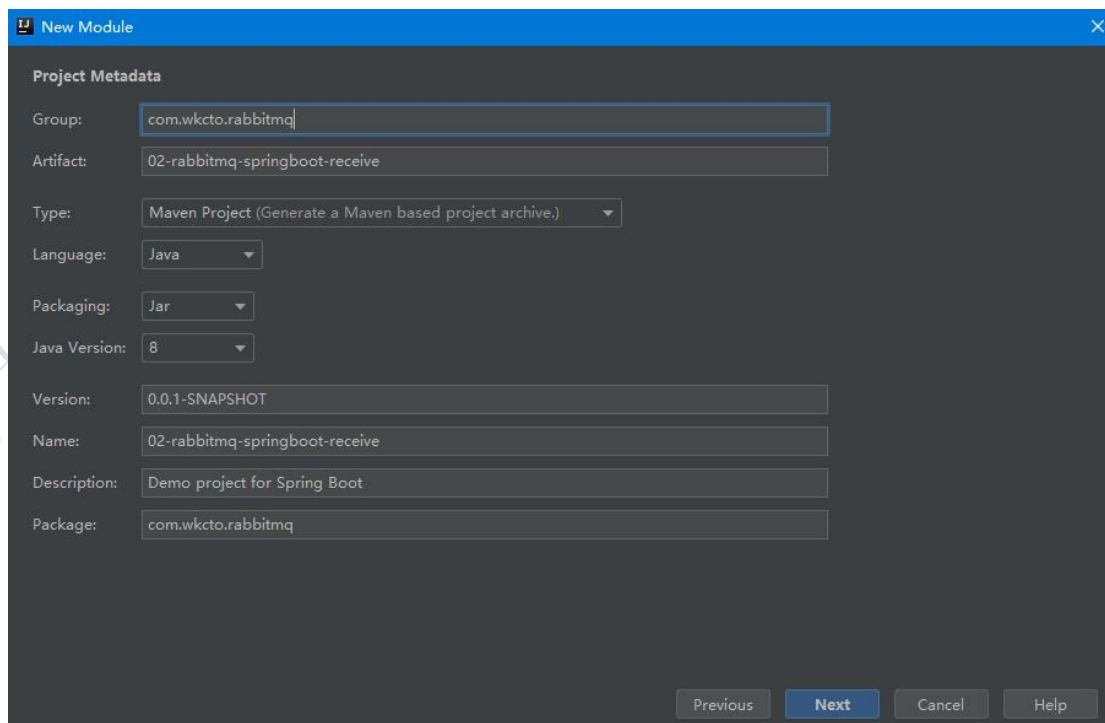 New Module
Project Metadata
Group: com.wkcto.rabbitmq
Artifact: 02-rabbitmq-springboot-receive
Type: Maven Project (Generate a Maven based project archive.)
Language: Java
Packaging: Jar
Java Version: 8
Version: 0.0.1-SNAPSHOT
Name: 02-rabbitmq-springboot-receive
Description: Demo project for Spring Boot
Package: com.wkcto.rabbitmq
Previous Next Cancel Help